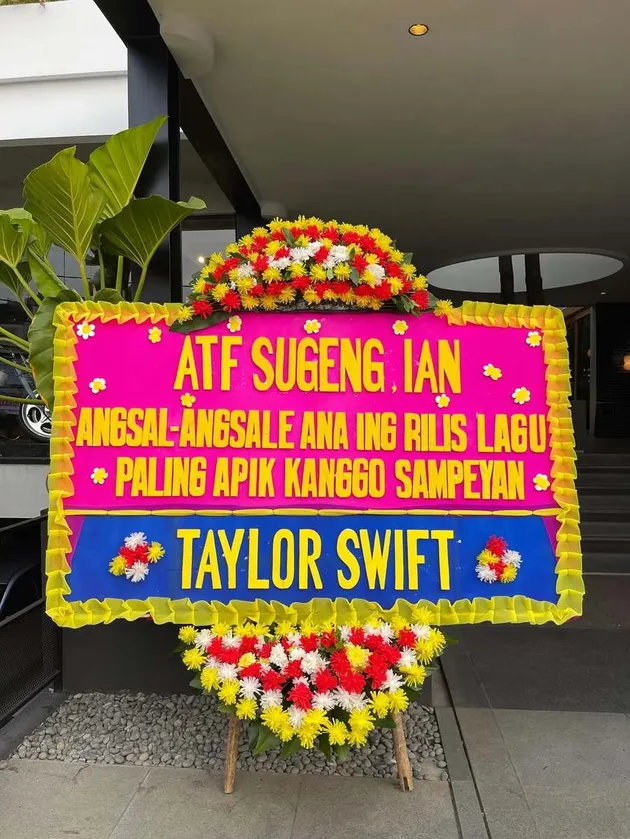 ATF SUGENG IAN
ANGSAL-ANGSALE ANA ING RILIS LAGU
PALING APIK KANGGO SAMPEYAN
TAYLOR SWIFT